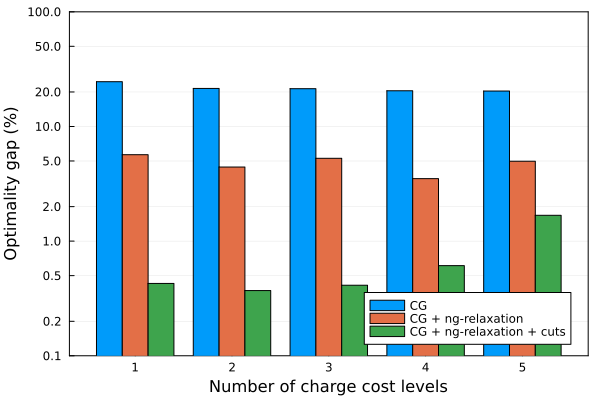 Optimality gap (%)
100.0
50.0
20.0
10.0
5.0
2.0
1.0
0.5
0.2
0.1
CG
CG + ng-relaxation
CG + ng-relaxation + cuts
1 2 3 4 5
Number of charge cost levels